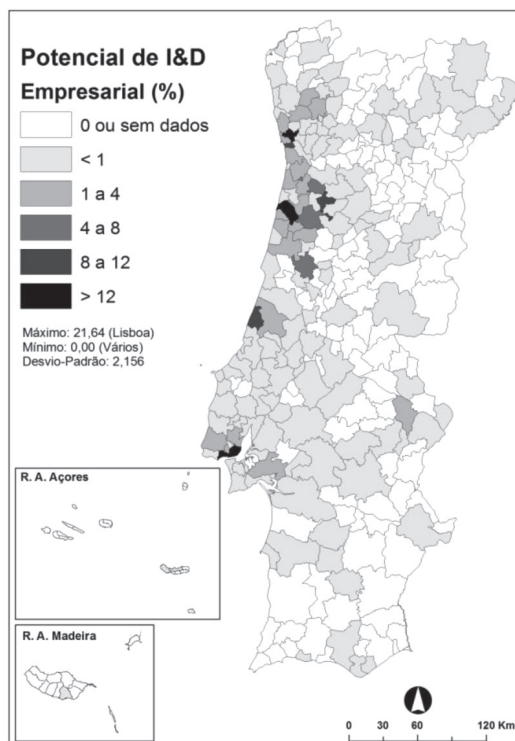 Potencial de I&D
Empresarial (%)
0 ou sem dados
< 1
1 a 4
4 a 8
8 a 12
> 12
Máximo: 21,64 (Lisboa)
Mínimo: 0,00 (Vários)
Desvio-Padrão: 2,156
R. A. Açores
R. A. Madeira
0 30 60 120 Km